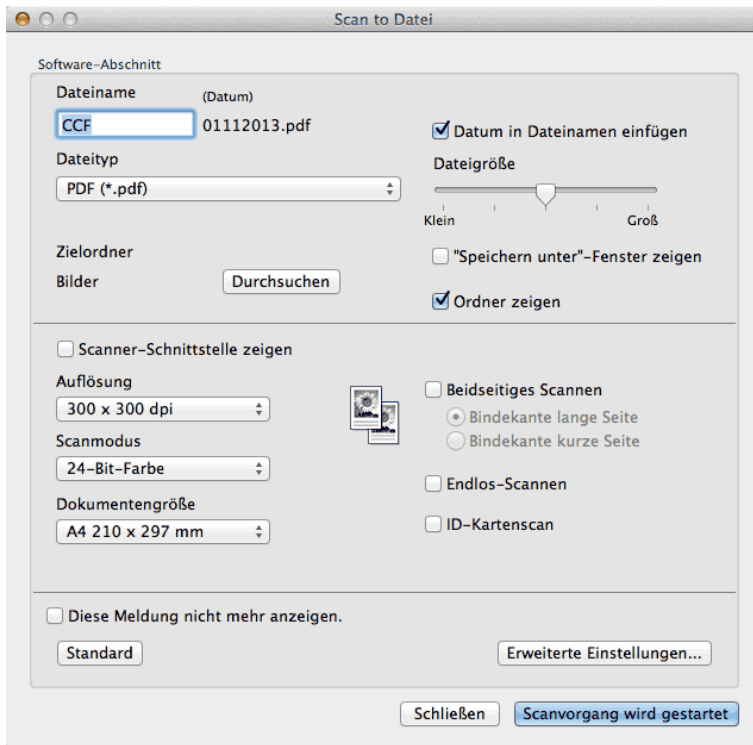 Scan to Datei
Software-Abschnitt
Dateiname (Datum)
CCF 01112013.pdf
Datum in Dateinamen einfügen
Dateityp
Dateigröße
PDF (*.pdf)
Klein Groß
Zielordner
"Speichern unter"-Fenster zeigen
Bilder Durchsuchen
Ordner zeigen
Scanner-Schnittstelle zeigen
Auflösung
Beidseitiges Scannen
300 x 300 dpi
Bindekante lange Seite
Scanmodus
Bindekante kurze Seite
24-Bit-Farbe
Endlos-Scannen
Dokumentengröße
ID-Kartenscan
A4 210 x 297 mm
Diese Meldung nicht mehr anzeigen.
Standard Erweiterte Einstellungen...
Schließen Scanvorgang wird gestartet